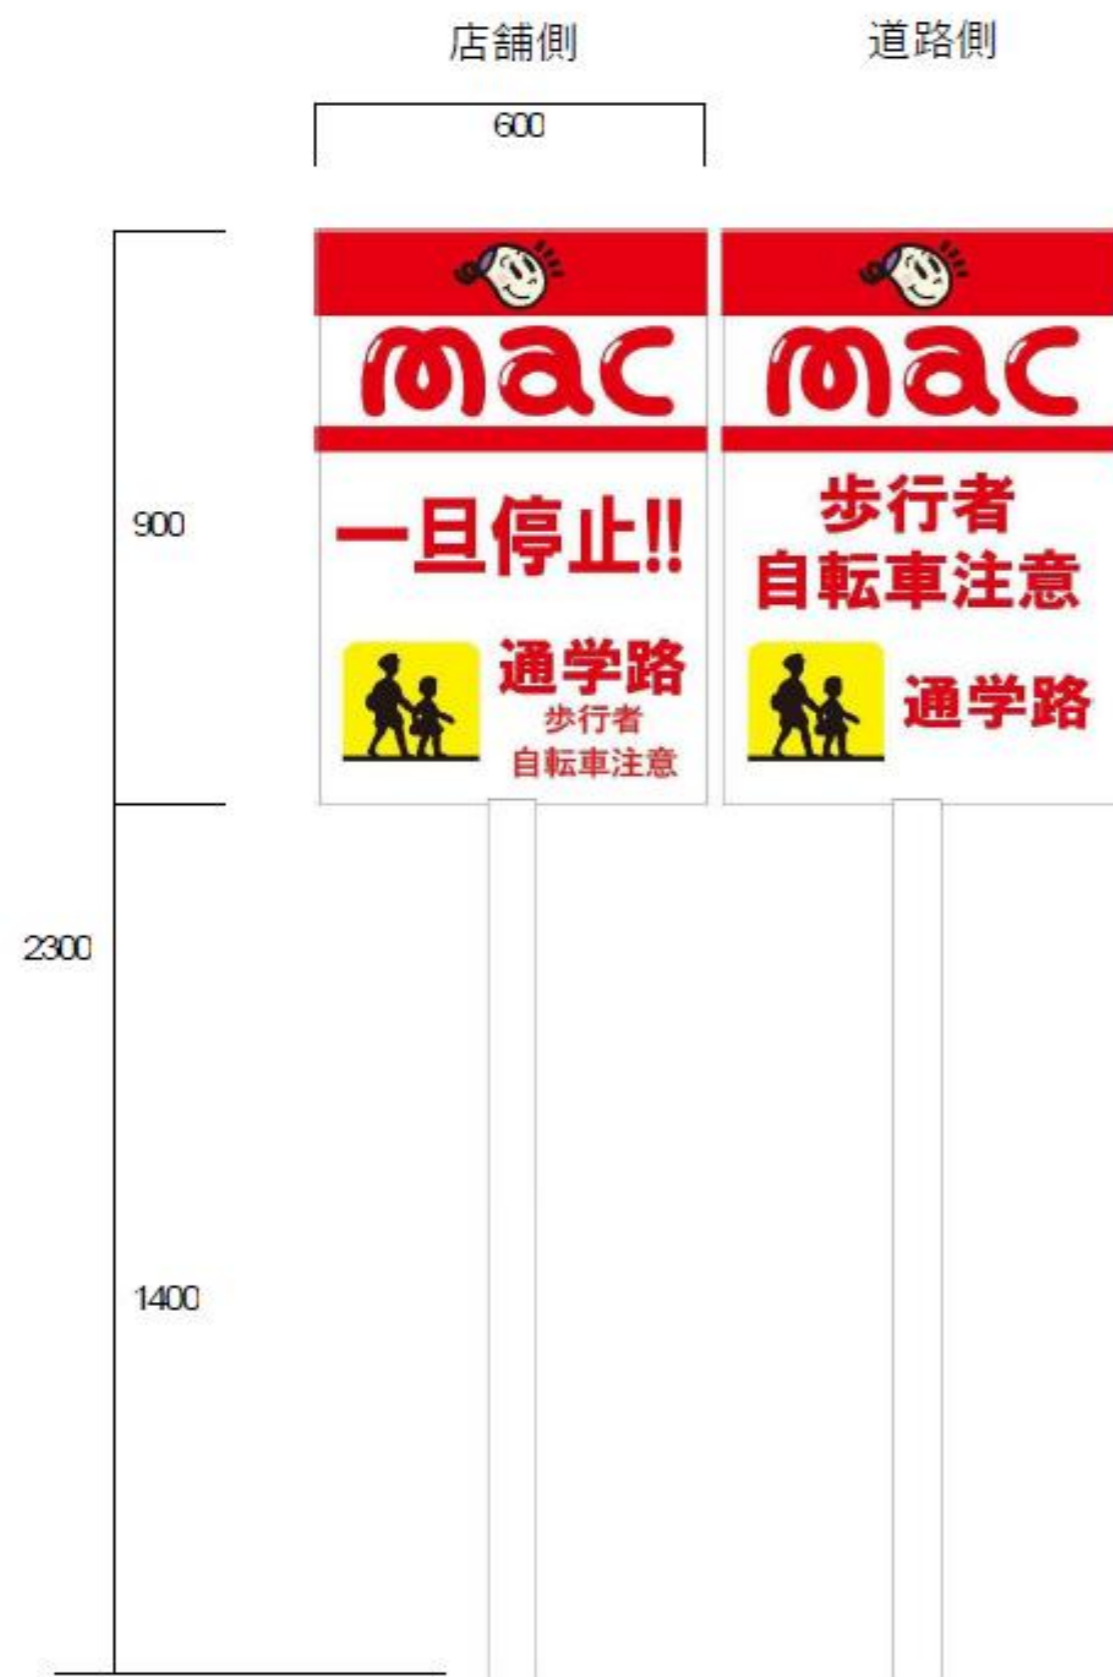 店舗側
道路側
600
mac
一旦停止!!
通学路
歩行者
自転車注意
mac
歩行者
自転車注意
通学路
900
2300
1400